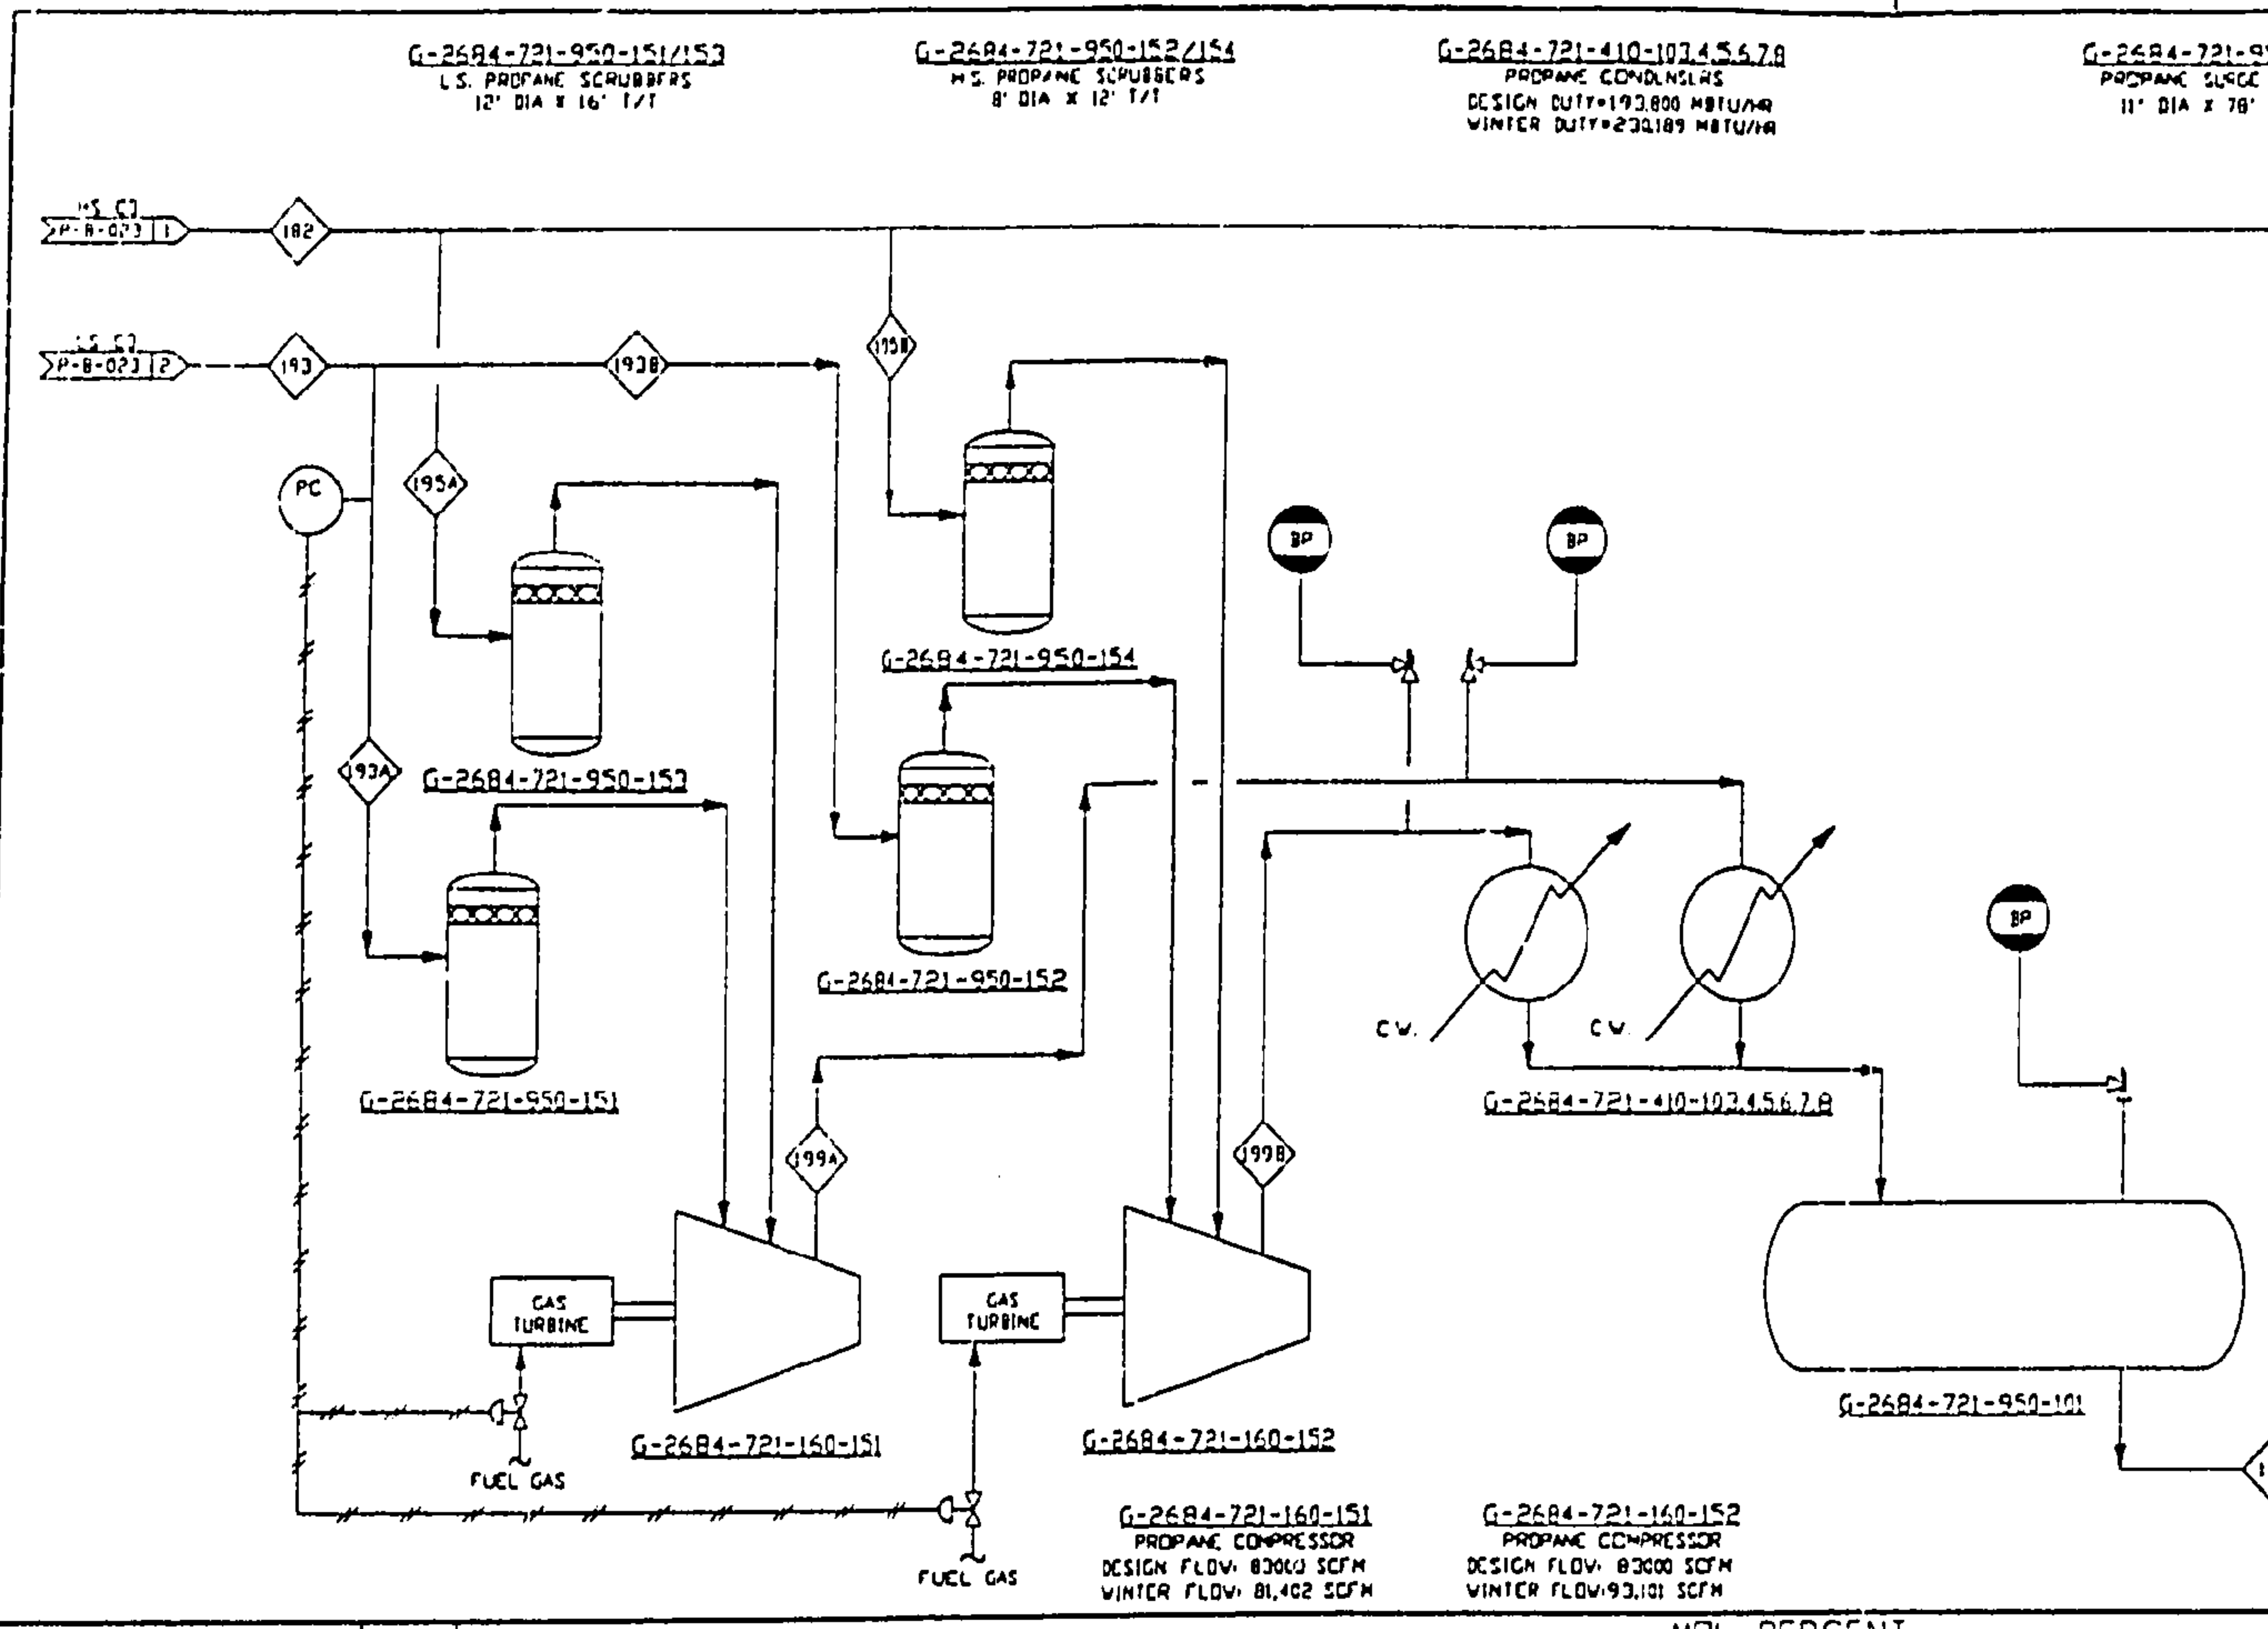 G-2684-721-950-151/153
L.S. PROPANE SCRUBBERS
12' DIA X 16' T/T
G-2684-721-950-152/154
H.S. PROPANE SCRUBBERS
8' DIA X 12' T/T
G-2684-721-410-103,4,5,6,7,8
PROPANE CONDENSERS
DESIGN DUTY=193,800 MBTU/HR
WINTER DUTY=230,189 MBTU/HR
G-2684-721-9
PROPANE SURGE
11' DIA X 78'
HS C3
P-B-023 1
182
LS C3
P-B-023 2
193
193B
195B
PC
195A
BP
BP
G-2684-721-950-154
193A
G-2684-721-950-153
BP
G-2684-721-950-152
C.W.
C.W.
G-2684-721-950-151
G-2684-721-410-103,4,5,6,7,8
199A
199B
GAS
TURBINE
GAS
TURBINE
G-2684-721-950-101
G-2684-721-160-151
G-2684-721-160-152
FUEL GAS
FUEL GAS
G-2684-721-160-151
PROPANE COMPRESSOR
DESIGN FLOW: 83000 SCFM
WINTER FLOW: 81,402 SCFM
G-2684-721-160-152
PROPANE COMPRESSOR
DESIGN FLOW: 83000 SCFM
WINTER FLOW:93,101 SCFM
MOL PERCENT